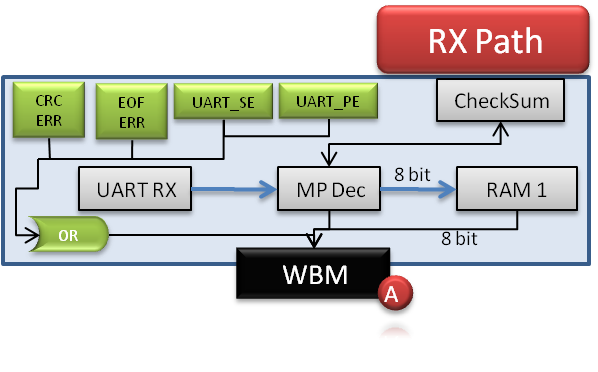 RX Path
CRC
ERR
EOF
ERR
UART_SE
UART_PE
CheckSum
UART RX
MP Dec
8 bit
RAM 1
OR
8 bit
WBM
A